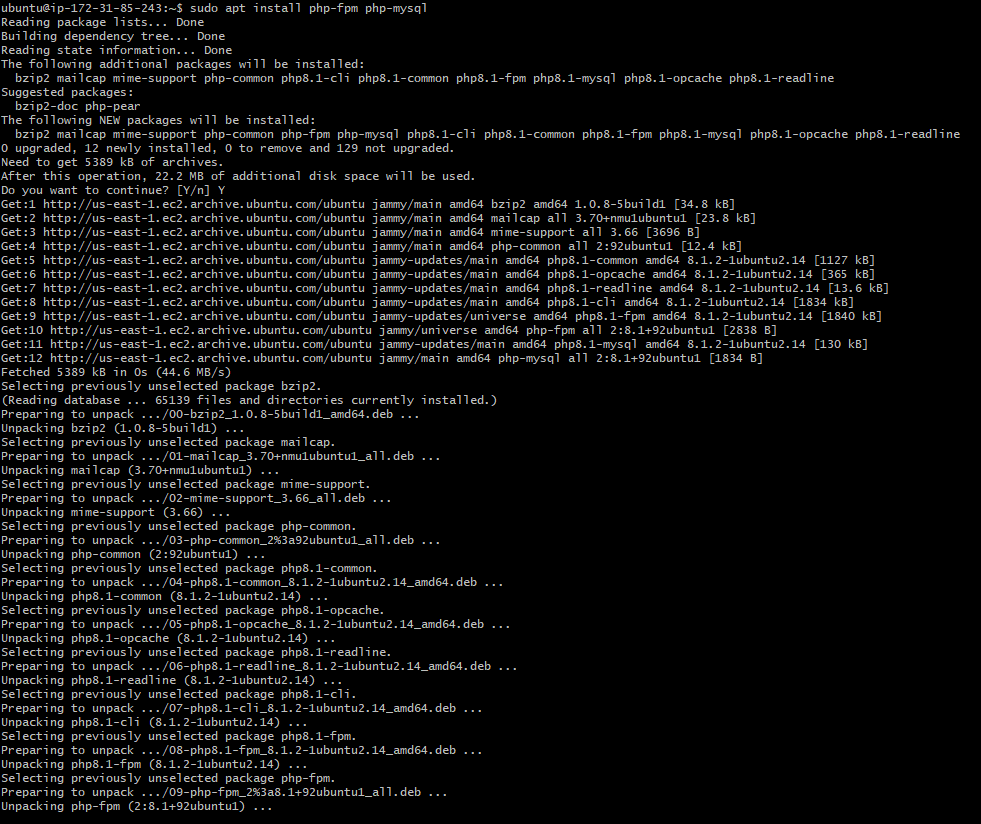 ubuntu@ip-172-31-85-243:~$ sudo apt install php-fpm php-mysql
Reading package lists... Done
Building dependency tree... Done
Reading state information... Done
The following additional packages will be installed:
  bzip2 mailcap mime-support php-common php8.1-cli php8.1-common php8.1-fpm php8.1-mysql php8.1-opcache php8.1-readline
Suggested packages:
  bzip2-doc php-pear
The following NEW packages will be installed:
  bzip2 mailcap mime-support php-common php-fpm php-mysql php8.1-cli php8.1-common php8.1-fpm php8.1-mysql php8.1-opcache php8.1-readline
0 upgraded, 12 newly installed, 0 to remove and 129 not upgraded.
Need to get 5389 kB of archives.
After this operation, 22.2 MB of additional disk space will be used.
Do you want to continue? [Y/n] Y
Get:1 http://us-east-1.ec2.archive.ubuntu.com/ubuntu jammy/main amd64 bzip2 amd64 1.0.8-5build1 [34.8 kB]
Get:2 http://us-east-1.ec2.archive.ubuntu.com/ubuntu jammy/main amd64 mailcap all 3.70+nmu1ubuntu1 [23.8 kB]
Get:3 http://us-east-1.ec2.archive.ubuntu.com/ubuntu jammy/main amd64 mime-support all 3.66 [3696 B]
Get:4 http://us-east-1.ec2.archive.ubuntu.com/ubuntu jammy/main amd64 php-common all 2:92ubuntu1 [12.4 kB]
Get:5 http://us-east-1.ec2.archive.ubuntu.com/ubuntu jammy-updates/main amd64 php8.1-common amd64 8.1.2-1ubuntu2.14 [1127 kB]
Get:6 http://us-east-1.ec2.archive.ubuntu.com/ubuntu jammy-updates/main amd64 php8.1-opcache amd64 8.1.2-1ubuntu2.14 [365 kB]
Get:7 http://us-east-1.ec2.archive.ubuntu.com/ubuntu jammy-updates/main amd64 php8.1-readline amd64 8.1.2-1ubuntu2.14 [13.6 kB]
Get:8 http://us-east-1.ec2.archive.ubuntu.com/ubuntu jammy-updates/main amd64 php8.1-cli amd64 8.1.2-1ubuntu2.14 [1834 kB]
Get:9 http://us-east-1.ec2.archive.ubuntu.com/ubuntu jammy-updates/universe amd64 php8.1-fpm amd64 8.1.2-1ubuntu2.14 [1840 kB]
Get:10 http://us-east-1.ec2.archive.ubuntu.com/ubuntu jammy/universe amd64 php-fpm all 2:8.1+92ubuntu1 [2838 B]
Get:11 http://us-east-1.ec2.archive.ubuntu.com/ubuntu jammy-updates/main amd64 php8.1-mysql amd64 8.1.2-1ubuntu2.14 [130 kB]
Get:12 http://us-east-1.ec2.archive.ubuntu.com/ubuntu jammy/main amd64 php-mysql all 2:8.1+92ubuntu1 [1834 B]
Fetched 5389 kB in 0s (44.6 MB/s)
Selecting previously unselected package bzip2.
(Reading database ... 65139 files and directories currently installed.)
Preparing to unpack .../00-bzip2_1.0.8-5build1_amd64.deb ...
Unpacking bzip2 (1.0.8-5build1) ...
Selecting previously unselected package mailcap.
Preparing to unpack .../01-mailcap_3.70+nmu1ubuntu1_all.deb ...
Unpacking mailcap (3.70+nmu1ubuntu1) ...
Selecting previously unselected package mime-support.
Preparing to unpack .../02-mime-support_3.66_all.deb ...
Unpacking mime-support (3.66) ...
Selecting previously unselected package php-common.
Preparing to unpack .../03-php-common_2%3a92ubuntu1_all.deb ...
Unpacking php-common (2:92ubuntu1) ...
Selecting previously unselected package php8.1-common.
Preparing to unpack .../04-php8.1-common_8.1.2-1ubuntu2.14_amd64.deb ...
Unpacking php8.1-common (8.1.2-1ubuntu2.14) ...
Selecting previously unselected package php8.1-opcache.
Preparing to unpack .../05-php8.1-opcache_8.1.2-1ubuntu2.14_amd64.deb ...
Unpacking php8.1-opcache (8.1.2-1ubuntu2.14) ...
Selecting previously unselected package php8.1-readline.
Preparing to unpack .../06-php8.1-readline_8.1.2-1ubuntu2.14_amd64.deb ...
Unpacking php8.1-readline (8.1.2-1ubuntu2.14) ...
Selecting previously unselected package php8.1-cli.
Preparing to unpack .../07-php8.1-cli_8.1.2-1ubuntu2.14_amd64.deb ...
Unpacking php8.1-cli (8.1.2-1ubuntu2.14) ...
Selecting previously unselected package php8.1-fpm.
Preparing to unpack .../08-php8.1-fpm_8.1.2-1ubuntu2.14_amd64.deb ...
Unpacking php8.1-fpm (8.1.2-1ubuntu2.14) ...
Selecting previously unselected package php-fpm.
Preparing to unpack .../09-php-fpm_2%3a8.1+92ubuntu1_all.deb ...
Unpacking php-fpm (2:8.1+92ubuntu1) ...